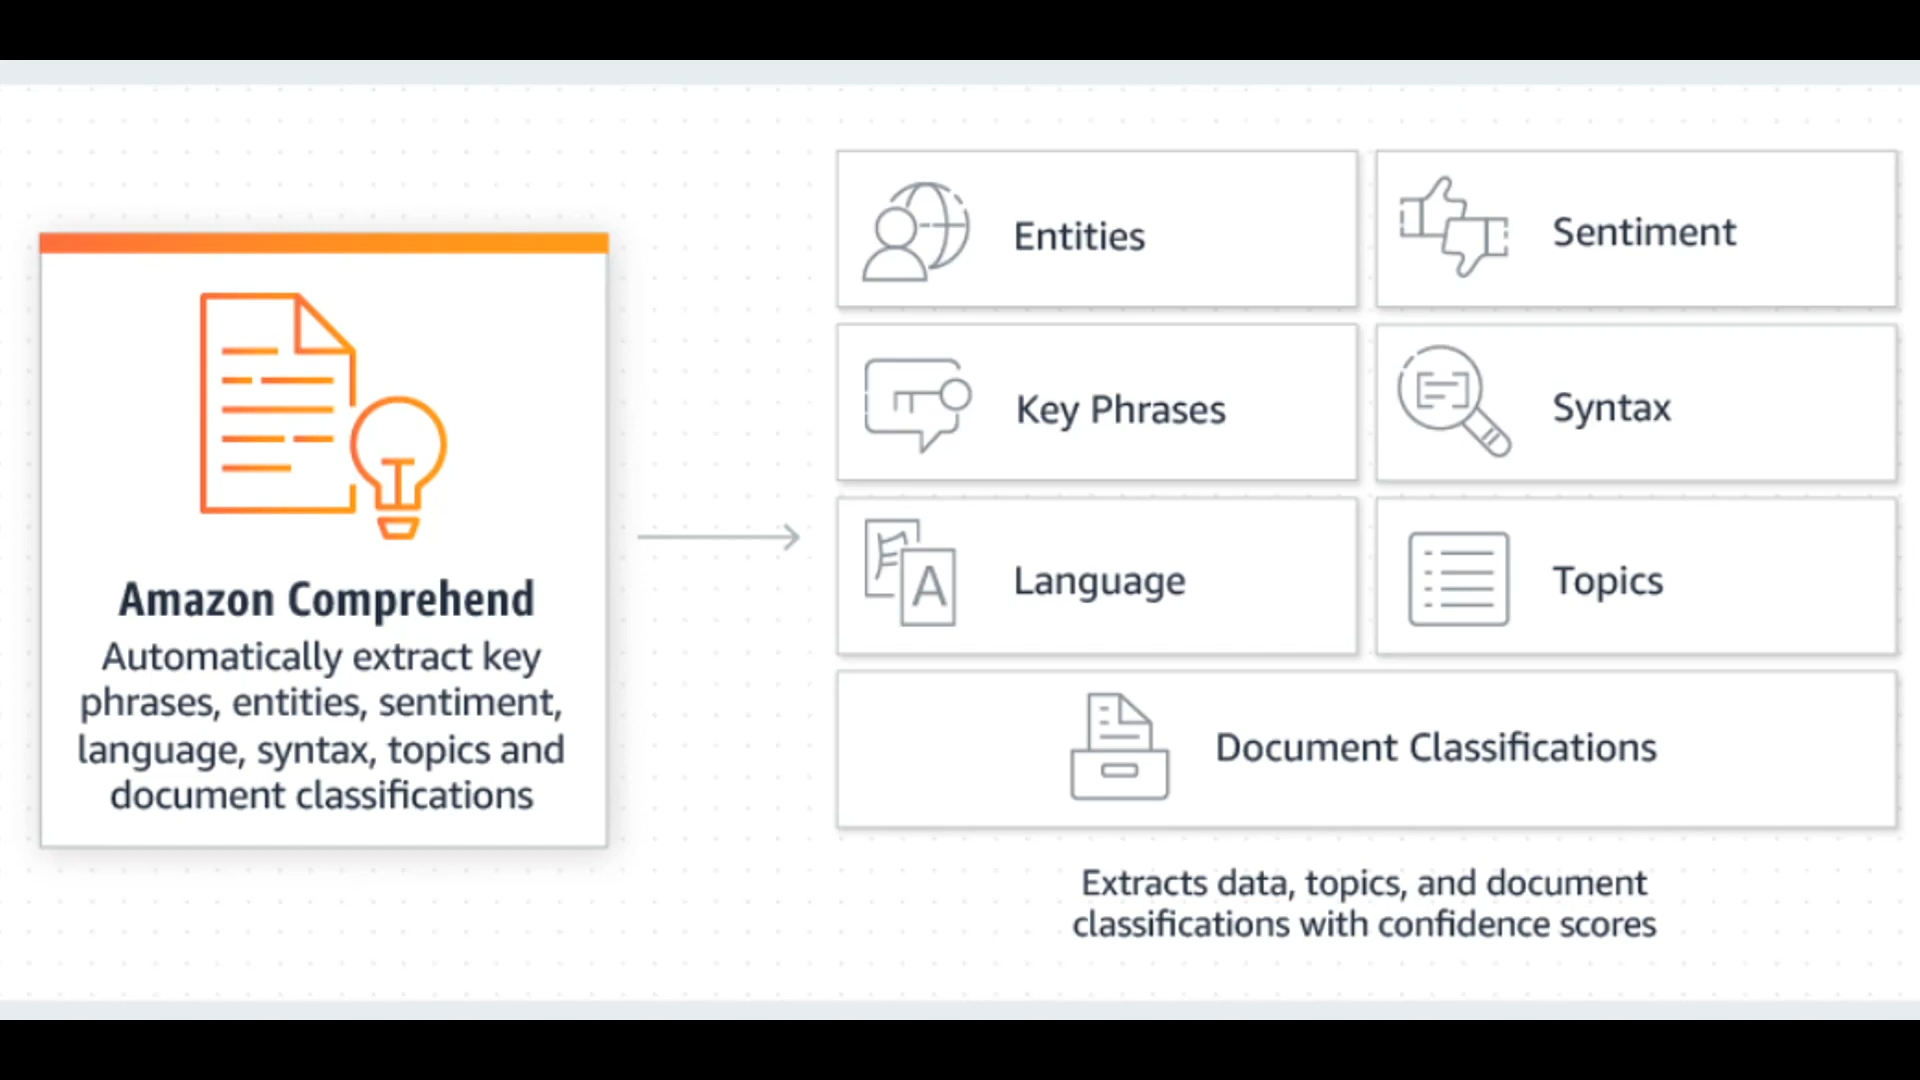 Amazon Comprehend
Automatically extract key
phrases, entities, sentiment,
language, syntax, topics and
document classifications
Entities
Sentiment
Key Phrases
Syntax
A
Language
Topics
Document Classifications
Extracts data, topics, and document
classifications with confidence scores